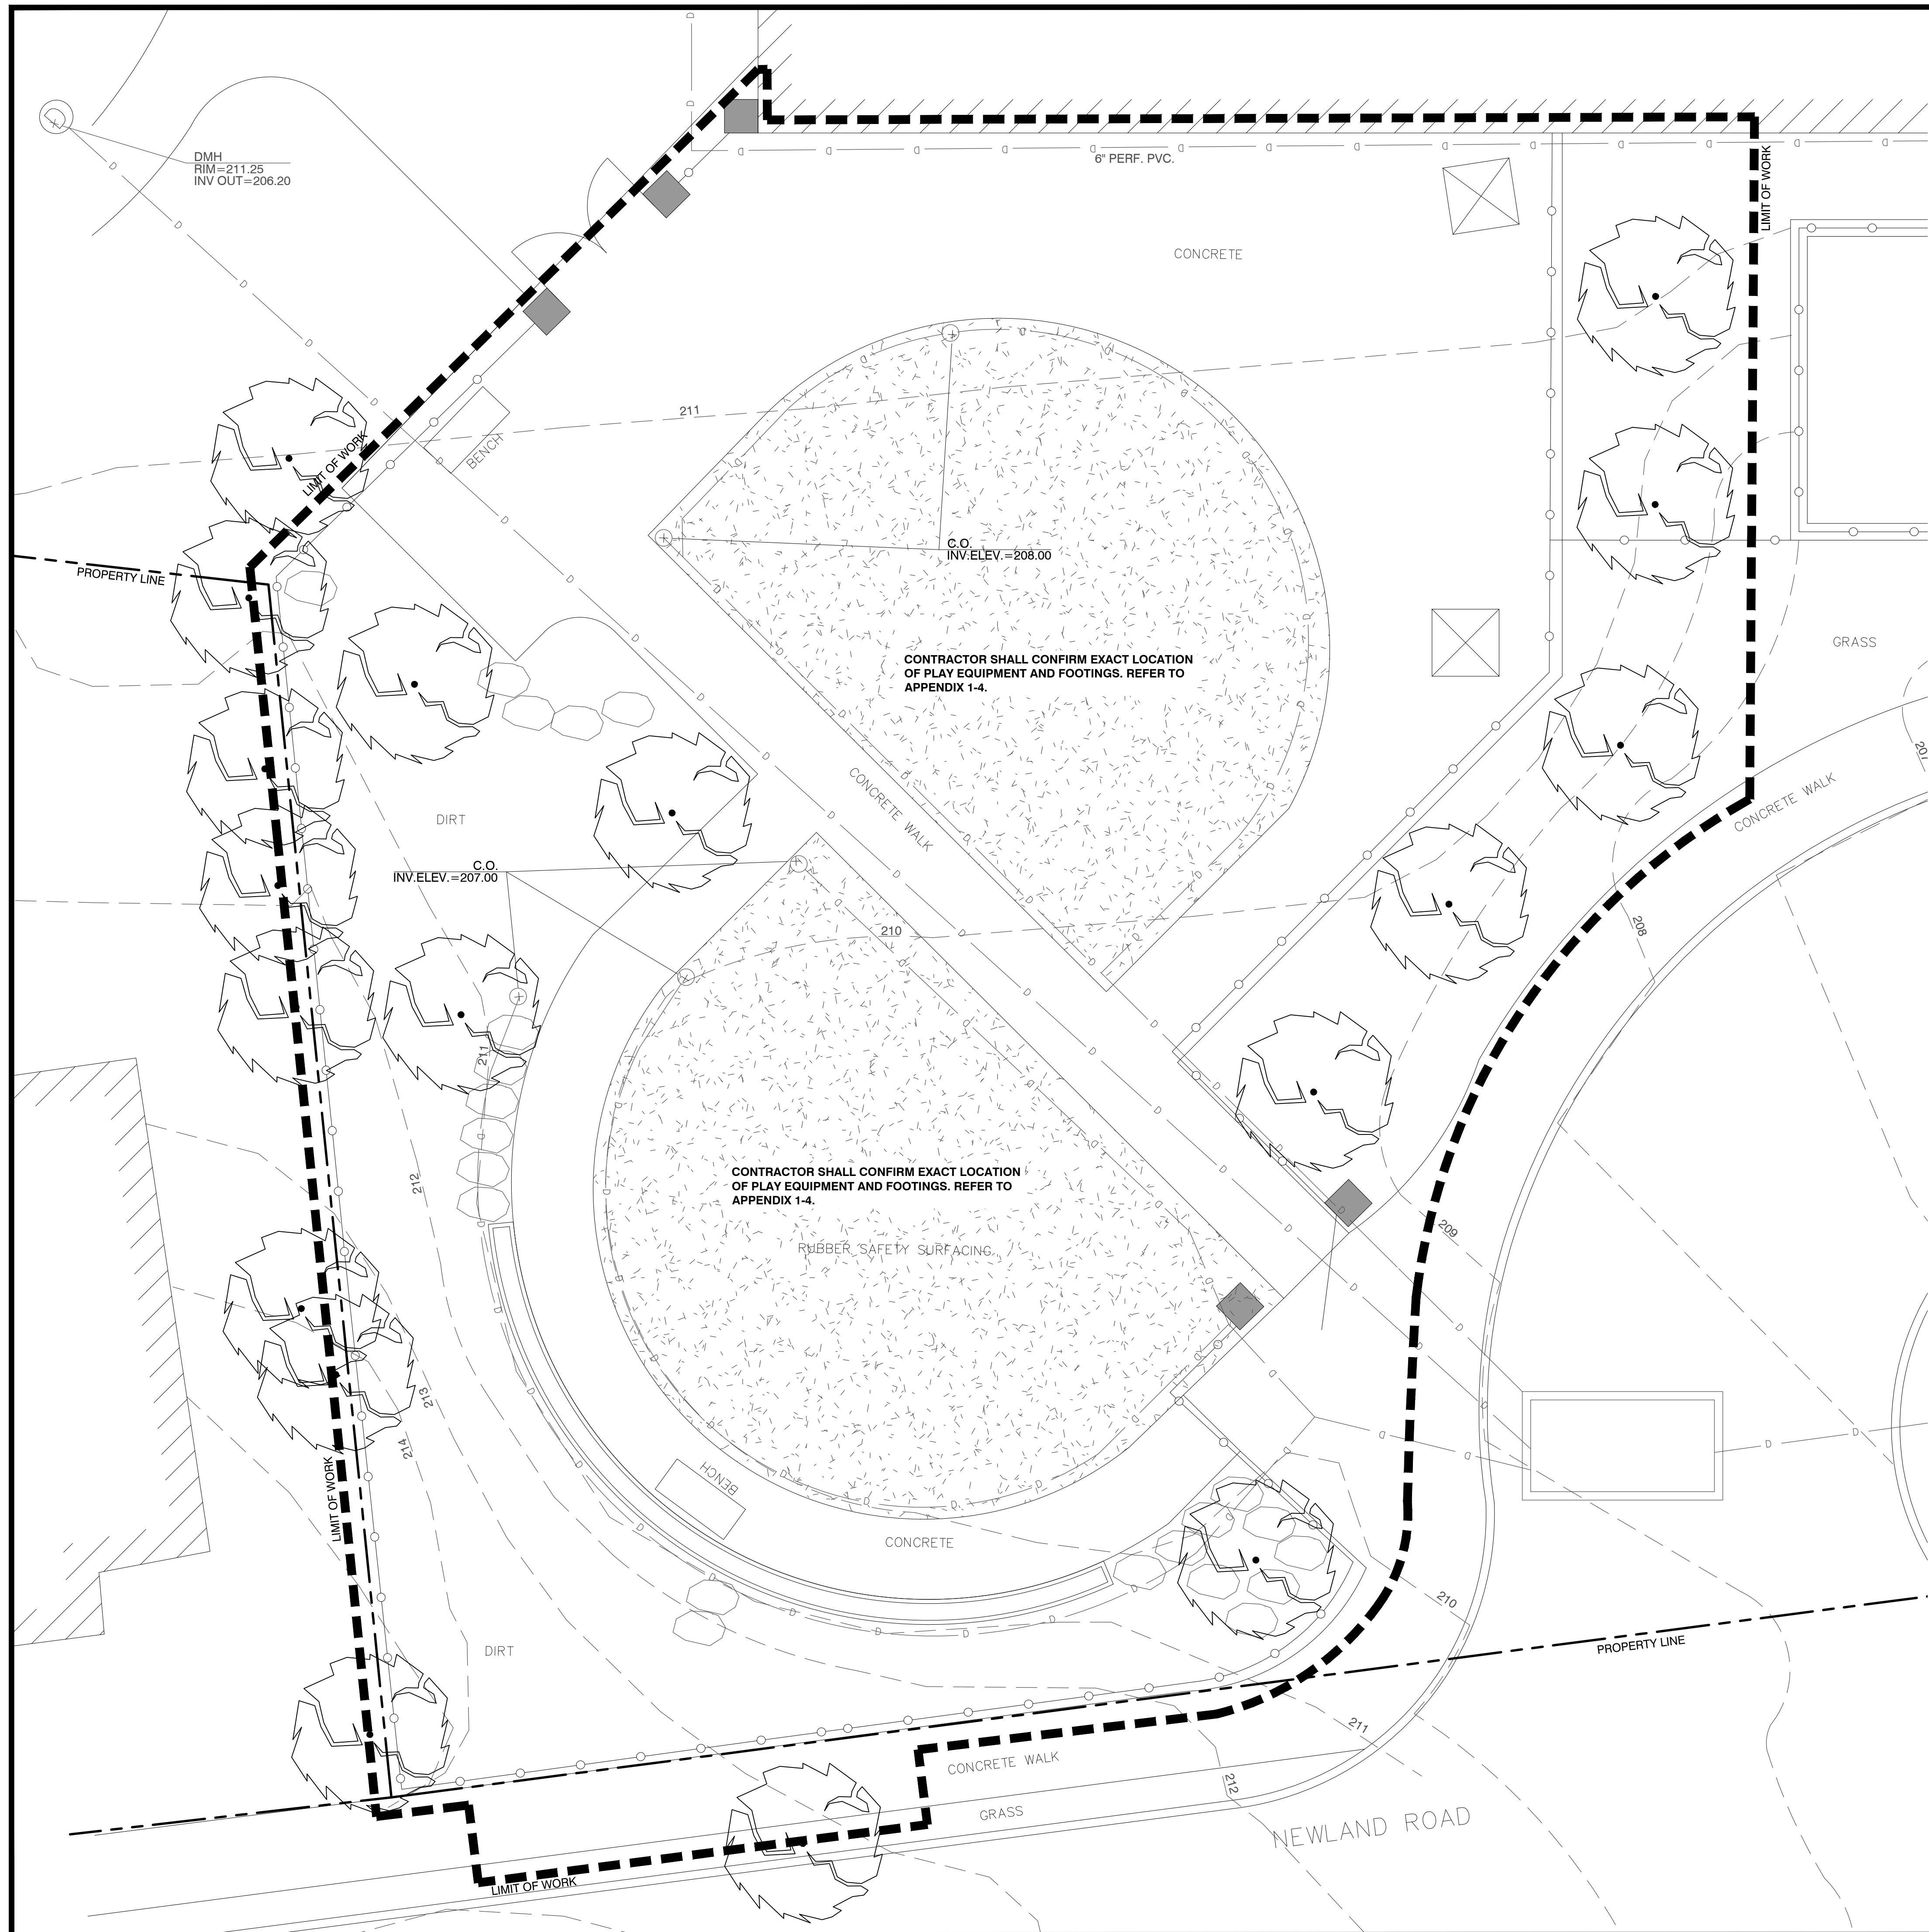 DMH
RIM=211.25
INV OUT=206.20
6" PERF. PVC.
LIMIT OF WORK
CONCRETE
211
BENCH
LIMIT OF WORK
C.O.
INV.ELEV.=208.00
PROPERTY LINE
GRASS
CONTRACTOR SHALL CONFIRM EXACT LOCATION
OF PLAY EQUIPMENT AND FOOTINGS. REFER TO
APPENDIX 1-4.
CONCRETE WALK
CONCRETE WALK
DIRT
C.O.
INV.ELEV.=207.00
210
208
211
212
CONTRACTOR SHALL CONFIRM EXACT LOCATION
OF PLAY EQUIPMENT AND FOOTINGS. REFER TO
APPENDIX 1-4.
209
RUBBER SAFETY SURFACING
213
214
BENCH
LIMIT OF WORK
CONCRETE
210
DIRT
PROPERTY LINE
211
CONCRETE WALK
212
GRASS
NEWLAND ROAD
LIMIT OF WORK